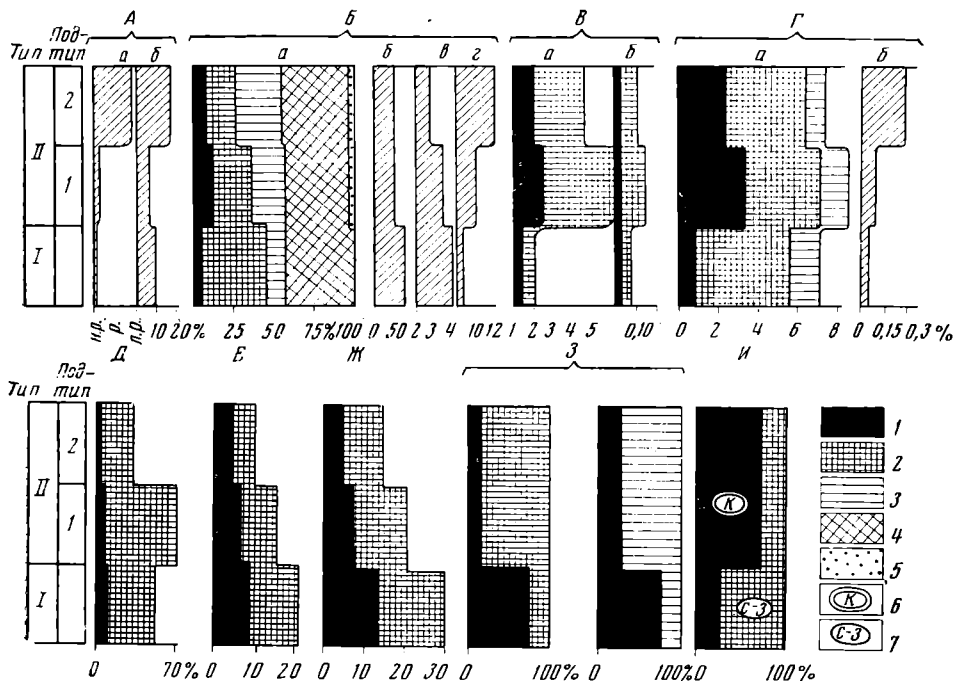 А Б В Г
Тип Под-тип а б а б в г а б а б
II 2
1
I
н.р. р. п.р. 10 20% 25 50 75% 100 0 50 2 3 4 10 12 1 2 3 4 5 0,10 0 2 4 6 8 0 0,15 0,3 %
Д Е Ж З И
Тип Под-тип
II 2
1
I
К
С-З
1
2
3
4
5
К 6
С-З 7
0 70% 0 10 20 0 10 20 30 0 100% 0 100% 0 100%